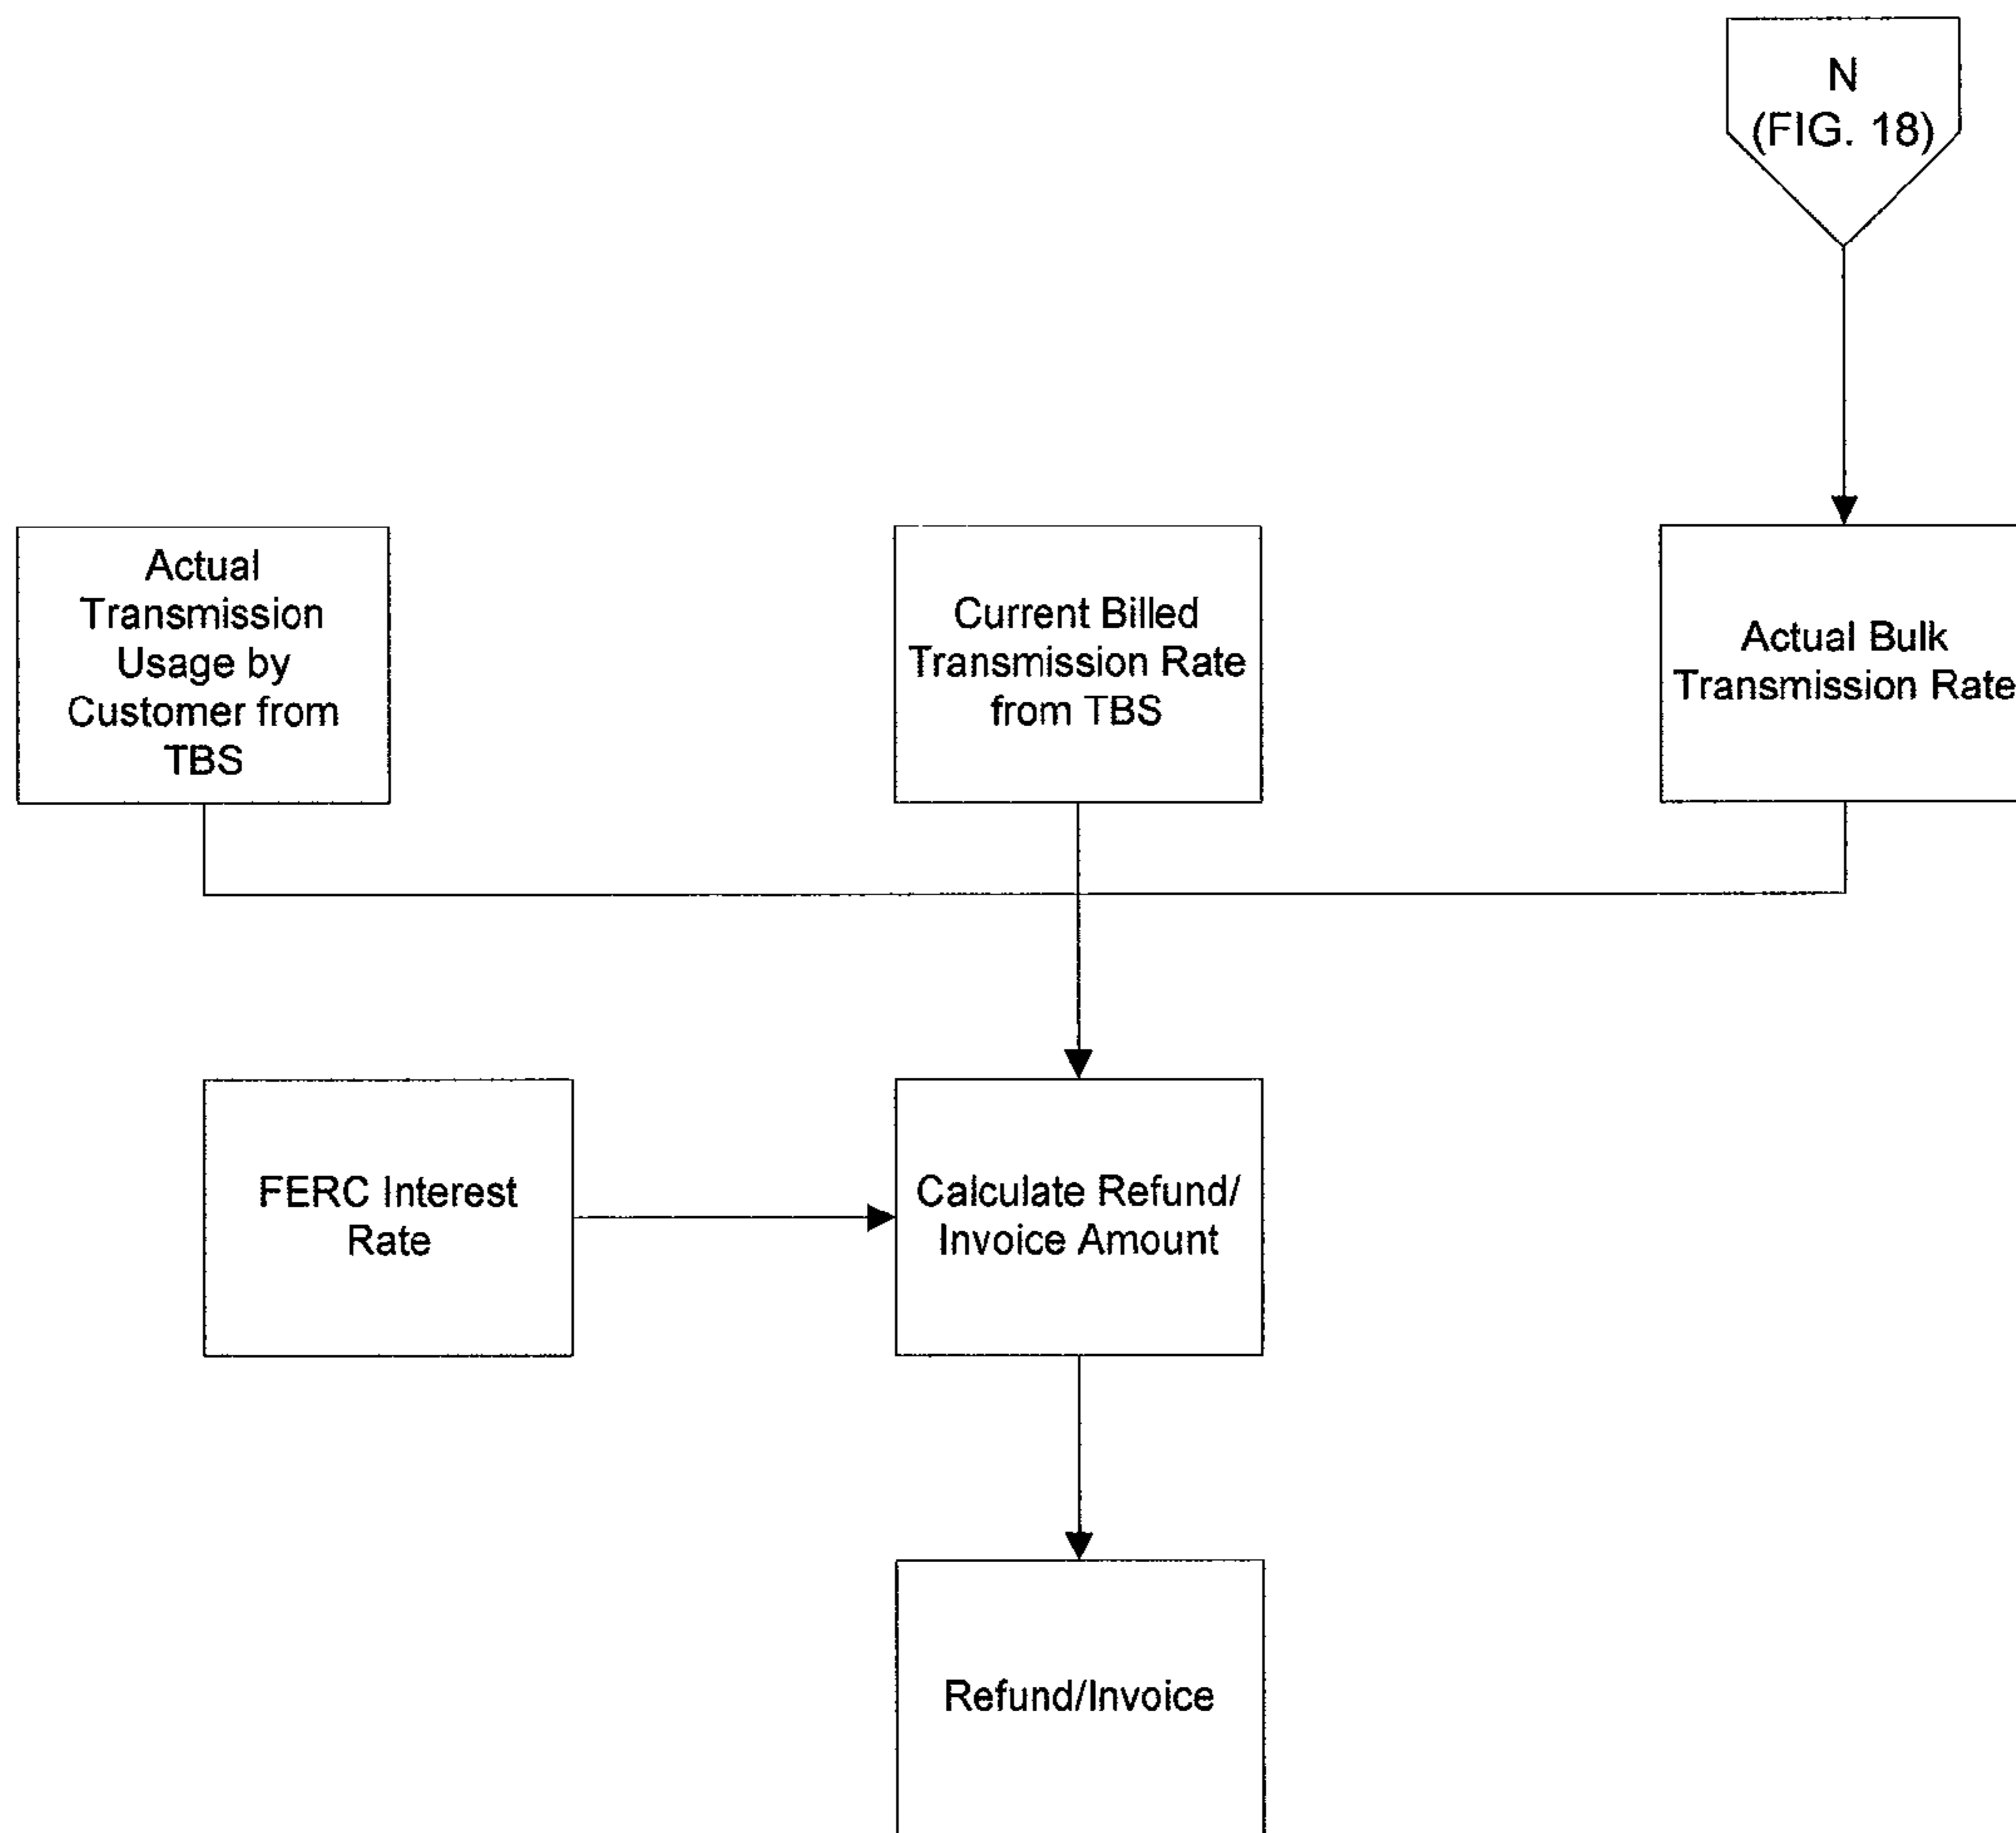 N
(FIG. 18)
Actual
Transmission
Usage by
Customer from
TBS
Current Billed
Transmission Rate
from TBS
Actual Bulk
Transmission Rate
FERC Interest
Rate
Calculate Refund/
Invoice Amount
Refund/Invoice